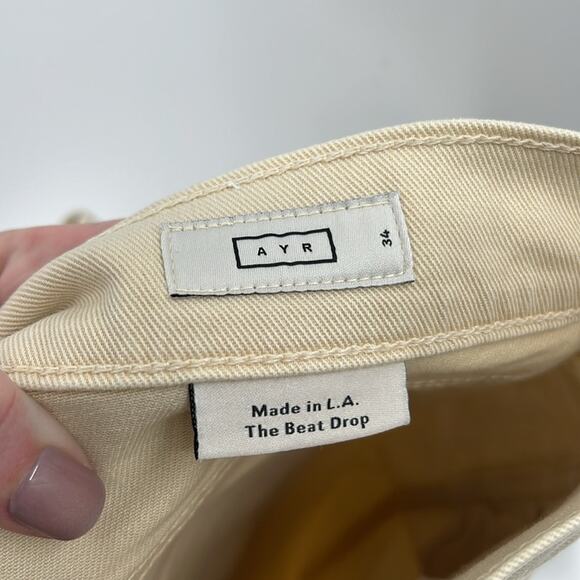 AYR
34
Made in L.A.
The Beat Drop